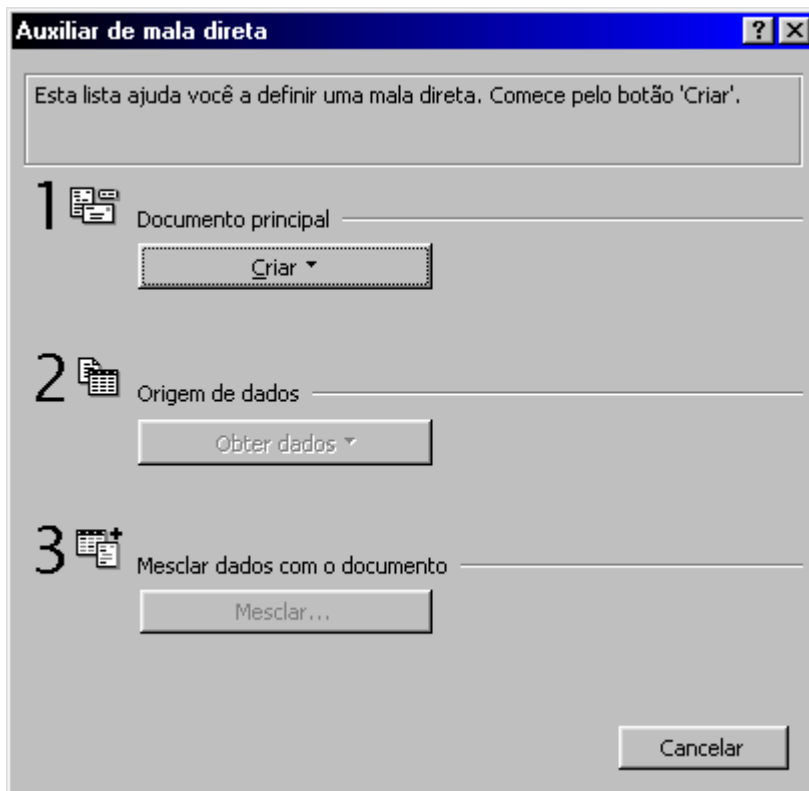 Auxiliar de mala direta
Esta lista ajuda você a definir uma mala direta. Comece pelo botão 'Criar'.
1
Documento principal
Criar
2
Origem de dados
Obter dados
3
Mesclar dados com o documento
Mesclar...
Cancelar